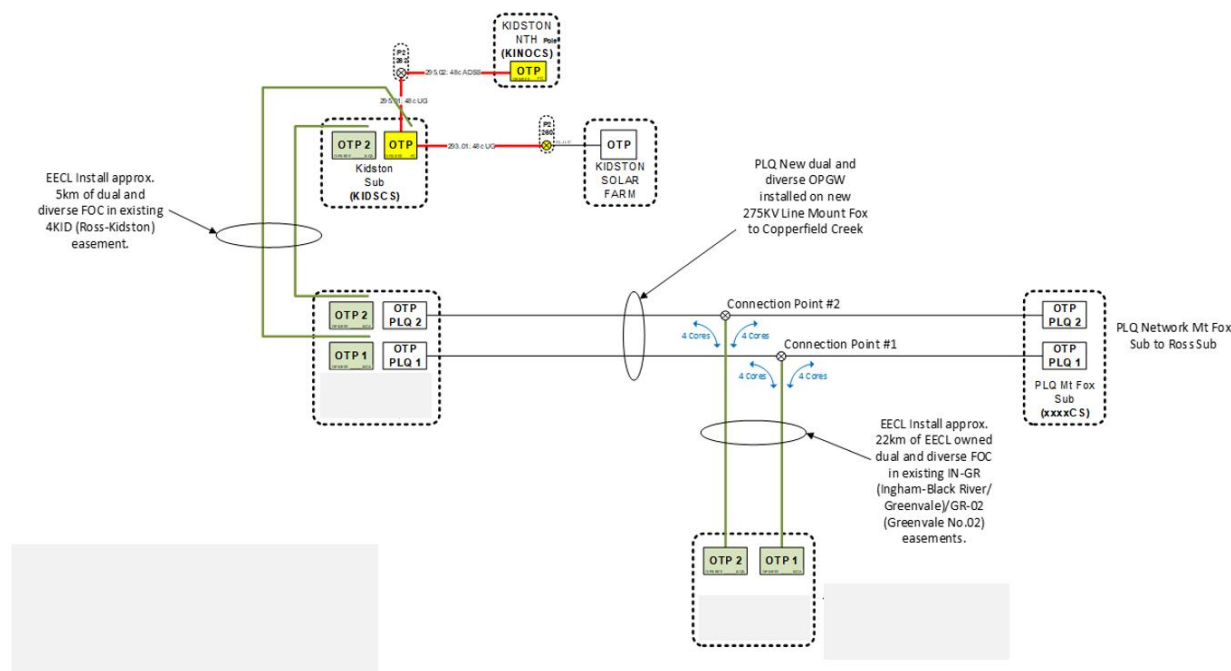 KIDSTON
NTH Pole
(KINOCS)
OTP
P2
295.02: 48cADSS
295.01: 48cUG
OTP 2
OTP
Kidston
Sub
(KIDSCS)
293.01: 48cUG
P2
OTP
KIDSTON
SOLAR
FARM
EECL Install approx.
5km of dual and
diverse FOC in existing
4KID (Ross-Kidston)
easement.
PLQ New dual and
diverse OPGW
installed on new
275KV Line Mount Fox
to Copperfield Creek
OTP 2
OTP
PLQ 2
OTP 1
OTP
PLQ 1
Connection Point #2
4 Cores
4 Cores
Connection Point #1
4 Cores
4 Cores
OTP
PLQ 2
OTP
PLQ 1
PLQ Mt Fox
Sub
(xxxxCS)
PLQ Network Mt Fox
Sub to Ross Sub
EECL Install approx.
22km of EECL owned
dual and diverse FOC
in existing IN-GR
(Ingham-Black River/
Greenvale)/GR-02
(Greenvale No.02)
easements.
OTP 2
OTP 1